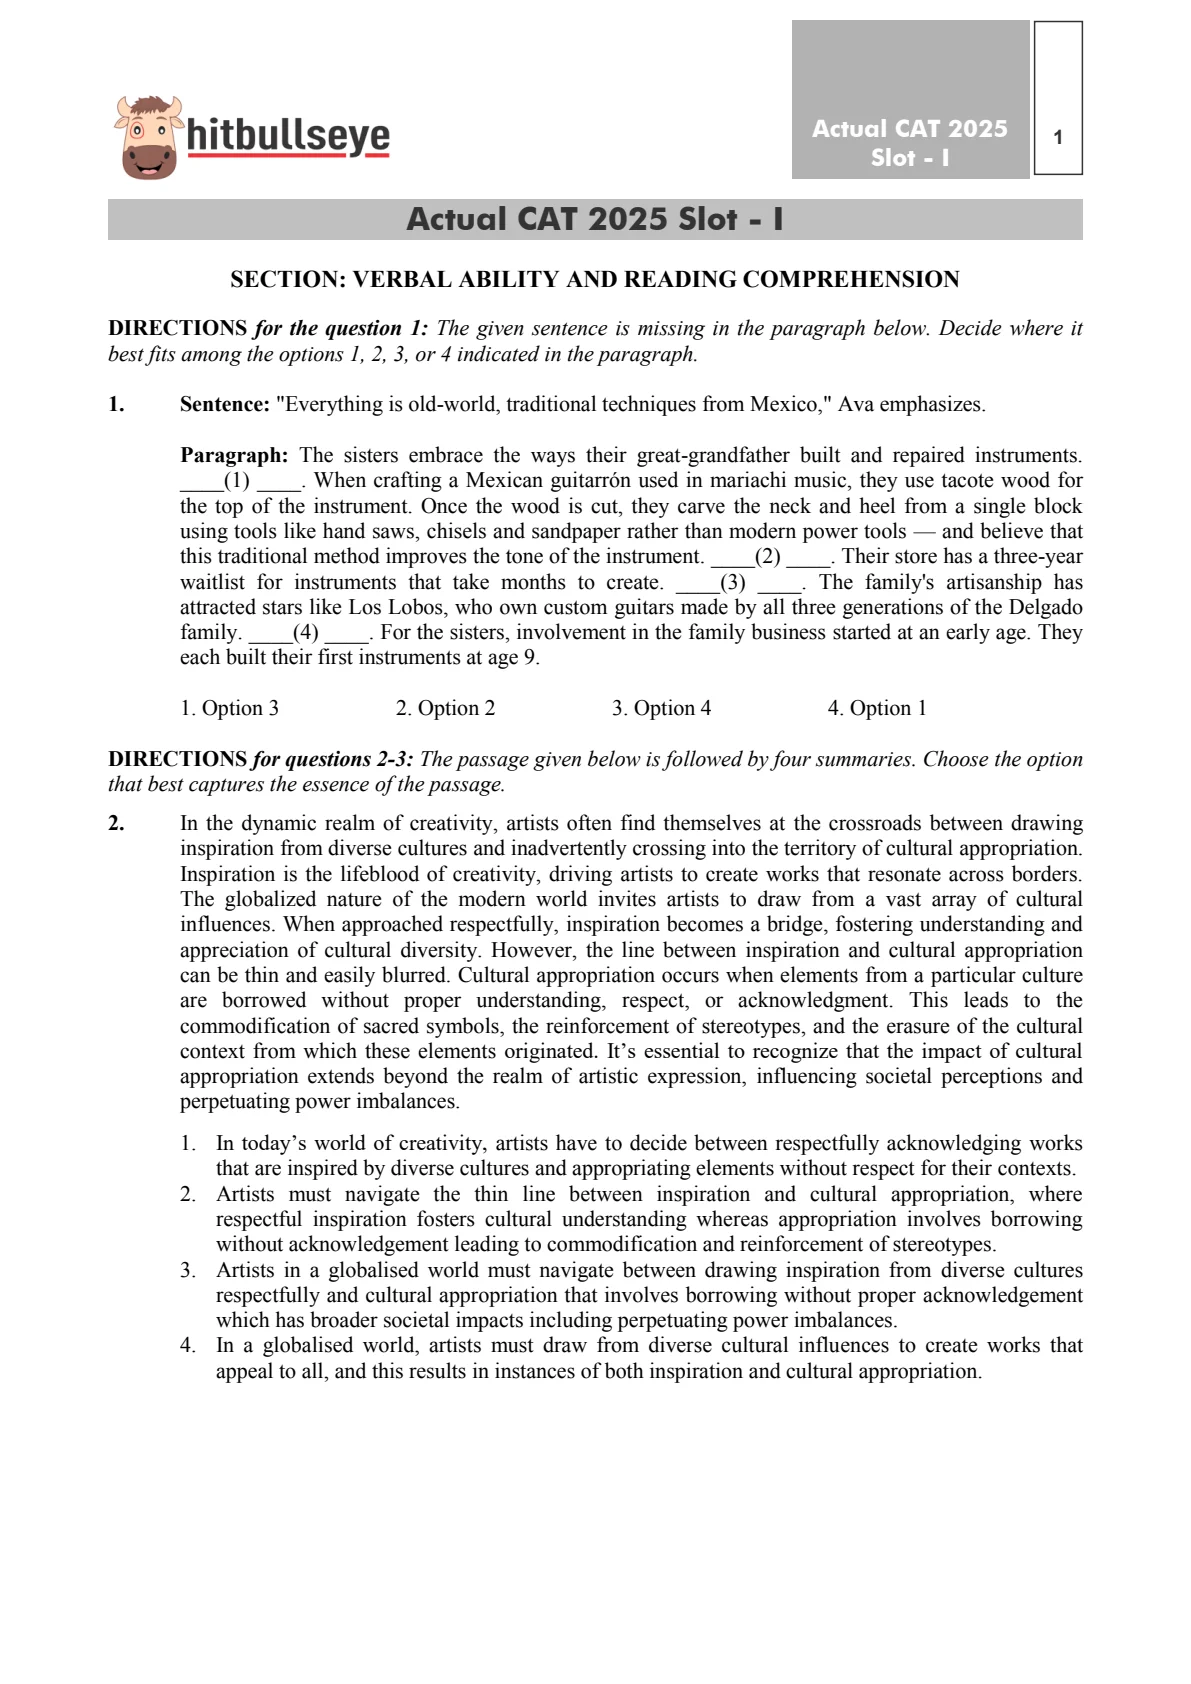 hitbullseye
Actual CAT 2025
Slot - I
1
Actual CAT 2025 Slot - I
SECTION: VERBAL ABILITY AND READING COMPREHENSION
DIRECTIONS for the question 1: The given sentence is missing in the paragraph below. Decide where it
best fits among the options 1, 2, 3, or 4 indicated in the paragraph.
1. Sentence: "Everything is old-world, traditional techniques from Mexico," Ava emphasizes.
Paragraph: The sisters embrace the ways their great-grandfather built and repaired instruments.
____(1) ____. When crafting a Mexican guitarrón used in mariachi music, they use tacote wood for
the top of the instrument. Once the wood is cut, they carve the neck and heel from a single block
using tools like hand saws, chisels and sandpaper rather than modern power tools — and believe that
this traditional method improves the tone of the instrument. ____(2) ____. Their store has a three-year
waitlist for instruments that take months to create. ____(3) ____. The family's artisanship has
attracted stars like Los Lobos, who own custom guitars made by all three generations of the Delgado
family. ____(4) ____. For the sisters, involvement in the family business started at an early age. They
each built their first instruments at age 9.
1. Option 3 2. Option 2 3. Option 4 4. Option 1
DIRECTIONS for questions 2-3: The passage given below is followed by four summaries. Choose the option
that best captures the essence of the passage.
2. In the dynamic realm of creativity, artists often find themselves at the crossroads between drawing
inspiration from diverse cultures and inadvertently crossing into the territory of cultural appropriation.
Inspiration is the lifeblood of creativity, driving artists to create works that resonate across borders.
The globalized nature of the modern world invites artists to draw from a vast array of cultural
influences. When approached respectfully, inspiration becomes a bridge, fostering understanding and
appreciation of cultural diversity. However, the line between inspiration and cultural appropriation
can be thin and easily blurred. Cultural appropriation occurs when elements from a particular culture
are borrowed without proper understanding, respect, or acknowledgment. This leads to the
commodification of sacred symbols, the reinforcement of stereotypes, and the erasure of the cultural
context from which these elements originated. It’s essential to recognize that the impact of cultural
appropriation extends beyond the realm of artistic expression, influencing societal perceptions and
perpetuating power imbalances.
1. In today’s world of creativity, artists have to decide between respectfully acknowledging works
that are inspired by diverse cultures and appropriating elements without respect for their contexts.
2. Artists must navigate the thin line between inspiration and cultural appropriation, where
respectful inspiration fosters cultural understanding whereas appropriation involves borrowing
without acknowledgement leading to commodification and reinforcement of stereotypes.
3. Artists in a globalised world must navigate between drawing inspiration from diverse cultures
respectfully and cultural appropriation that involves borrowing without proper acknowledgement
which has broader societal impacts including perpetuating power imbalances.
4. In a globalised world, artists must draw from diverse cultural influences to create works that
appeal to all, and this results in instances of both inspiration and cultural appropriation.